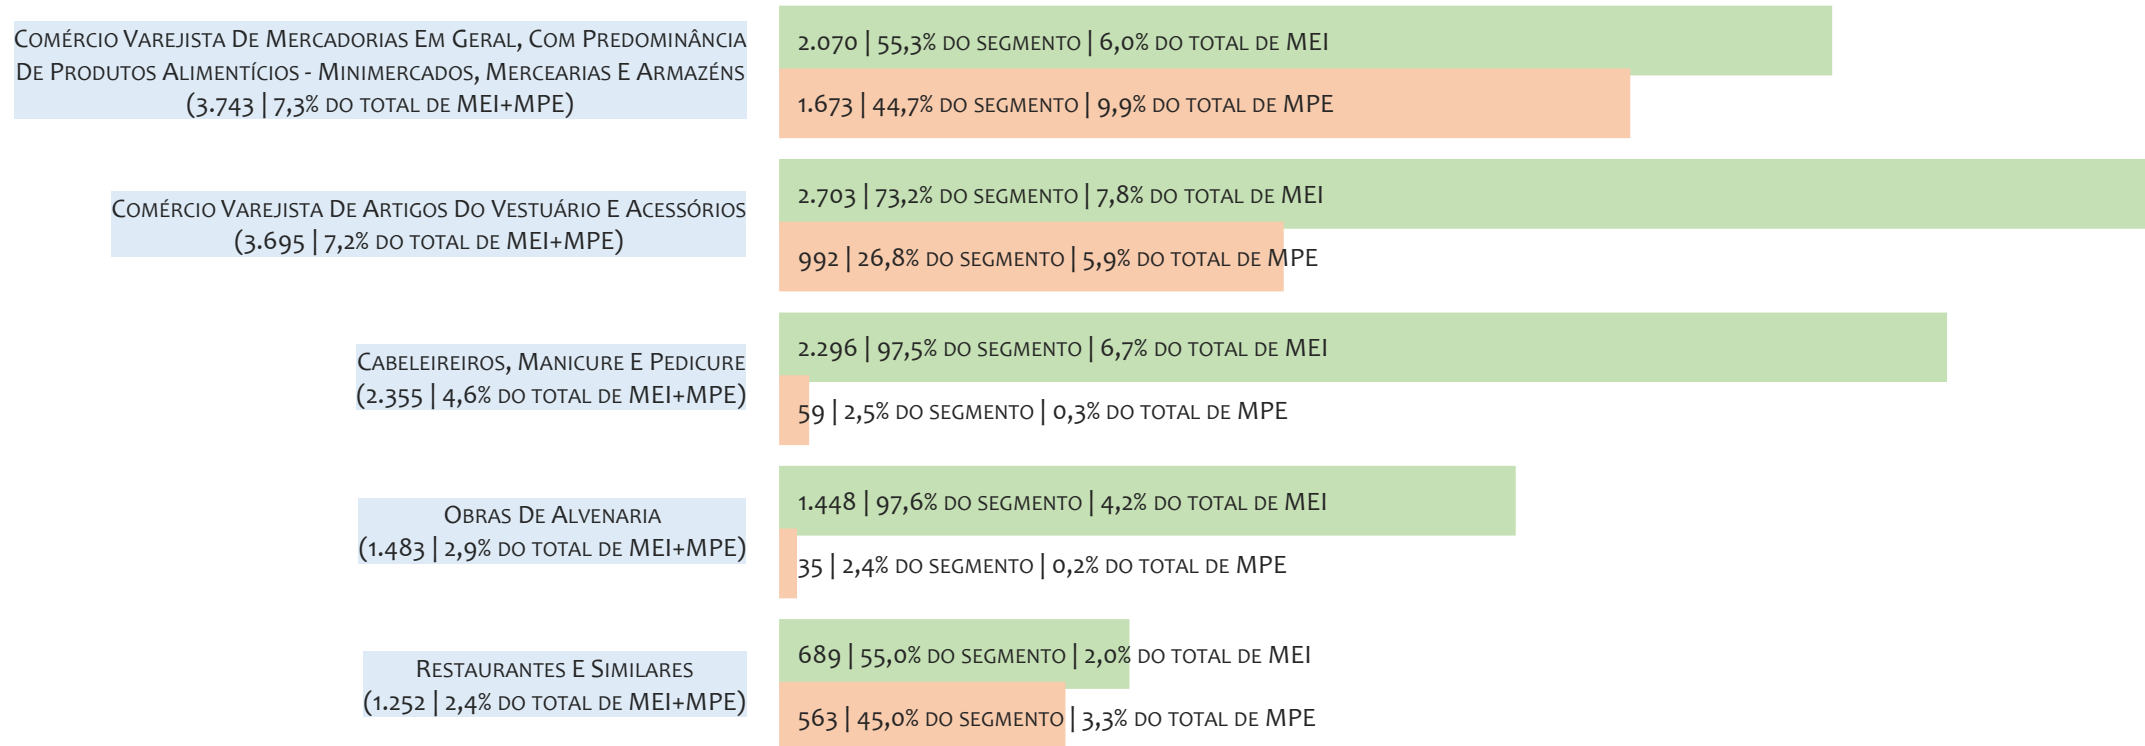 Comércio Varejista De Mercadorias Em Geral, Com Predominância
De Produtos Alimentícios - Minimercados, Mercearias E Armazéns
(3.743 | 7,3% do total de MEI+MPE)
2.070 | 55,3% do segmento | 6,0% do total de MEI
1.673 | 44,7% do segmento | 9,9% do total de MPE
Comércio Varejista De Artigos Do Vestuário E Acessórios
(3.695 | 7,2% do total de MEI+MPE)
2.703 | 73,2% do segmento | 7,8% do total de MEI
992 | 26,8% do segmento | 5,9% do total de MPE
Cabeleireiros, Manicure E Pedicure
(2.355 | 4,6% do total de MEI+MPE)
2.296 | 97,5% do segmento | 6,7% do total de MEI
59 | 2,5% do segmento | 0,3% do total de MPE
Obras De Alvenaria
(1.483 | 2,9% do total de MEI+MPE)
1.448 | 97,6% do segmento | 4,2% do total de MEI
35 | 2,4% do segmento | 0,2% do total de MPE
Restaurantes E Similares
(1.252 | 2,4% do total de MEI+MPE)
689 | 55,0% do segmento | 2,0% do total de MEI
563 | 45,0% do segmento | 3,3% do total de MPE